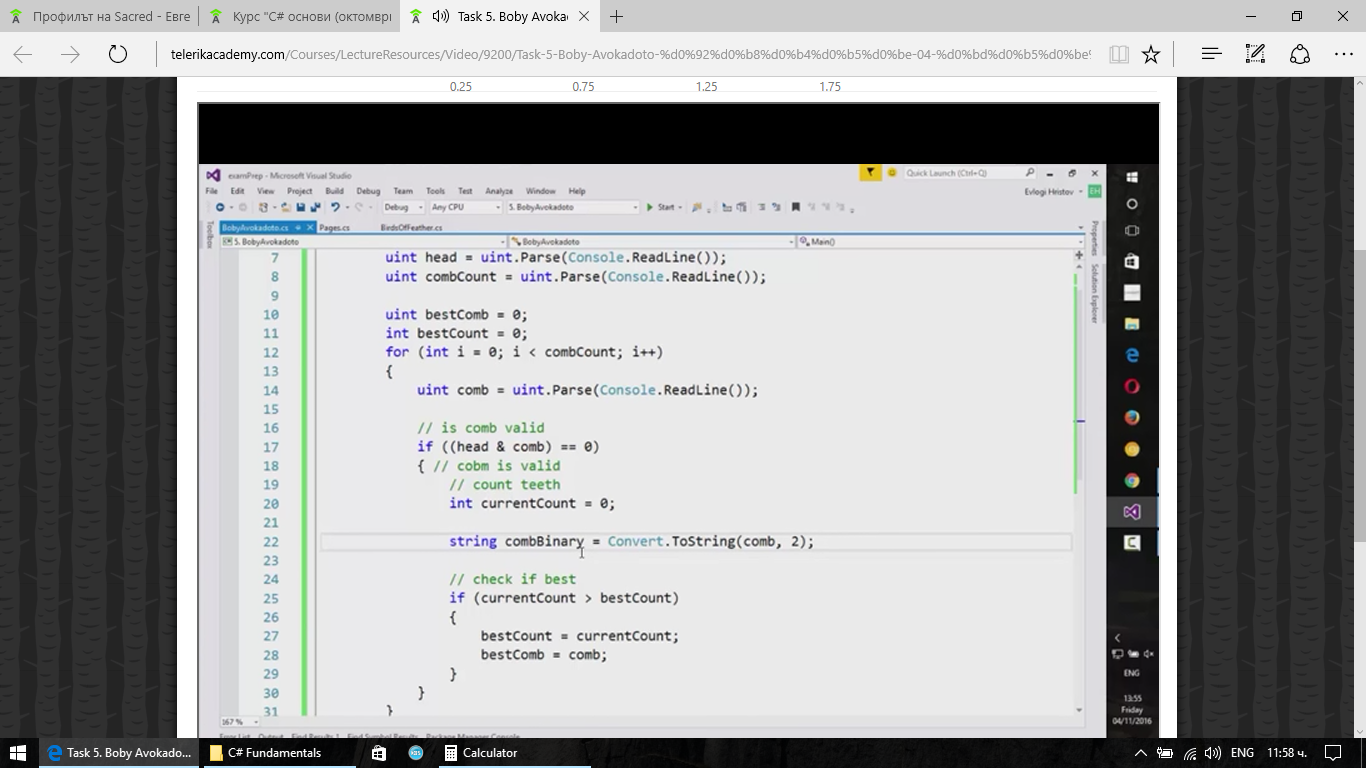 Профилът на Sacred - Евге
Курс "C# основи (октомври
Task 5. Boby Avokad
telerikacademy.com/Courses/LectureResources/Video/9200/Task-5-Boby-Avokadoto-%d0%92%d0%b8%d0%b4%d0%b5%d0%be-04-%d0%bd%d0%b5%d0%be
0.25 0.75 1.25 1.75
examPrep - Microsoft Visual Studio
Quick Launch (Ctrl+Q)
File Edit View Project Build Debug Team Tools Test Analyze Window Help
Evlogi Hristov EH
Debug Any CPU 5. BobyAvokadoto Start
BobyAvokadoto.cs Pages.cs BirdsOfFeather.cs
5. BobyAvokadoto BobyAvokadoto Main()
Toolbox
Properties
Solution Explorer
7 uint head = uint.Parse(Console.ReadLine());
8 uint combCount = uint.Parse(Console.ReadLine());
9
10 uint bestComb = 0;
11 int bestCount = 0;
12 for (int i = 0; i < combCount; i++)
13 {
14 uint comb = uint.Parse(Console.ReadLine());
15
16 // is comb valid
17 if ((head & comb) == 0)
18 { // cobm is valid
19 // count teeth
20 int currentCount = 0;
21
22 string combBinary = Convert.ToString(comb, 2);
23
24 // check if best
25 if (currentCount > bestCount)
26 {
27 bestCount = currentCount;
28 bestComb = comb;
29 }
30 }
31 }
167 %
Error List Output Find Results 1 Find Symbol Results Package Manager Console
ENG
13:55
Friday
04/11/2016
Task 5. Boby Avokado...
C# Fundamentals
Calculator
ENG
11:58 ч.